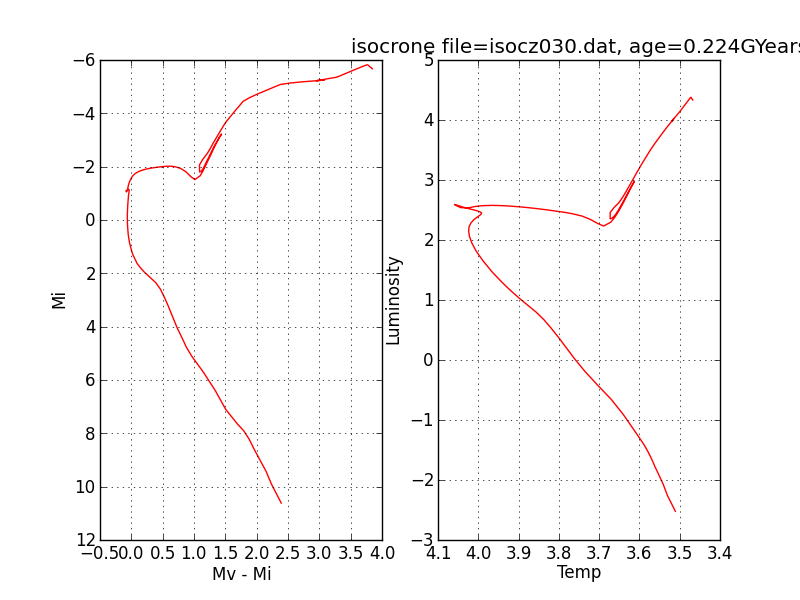 isocrone file=isocz030.dat, age=0.224GYears
−6
−4
−2
0
2
4
6
8
10
12
Mi
−0.5 0.0 0.5 1.0 1.5 2.0 2.5 3.0 3.5 4.0
Mv - Mi
5
4
3
2
1
0
−1
−2
−3
Luminosity
4.1 4.0 3.9 3.8 3.7 3.6 3.5 3.4
Temp